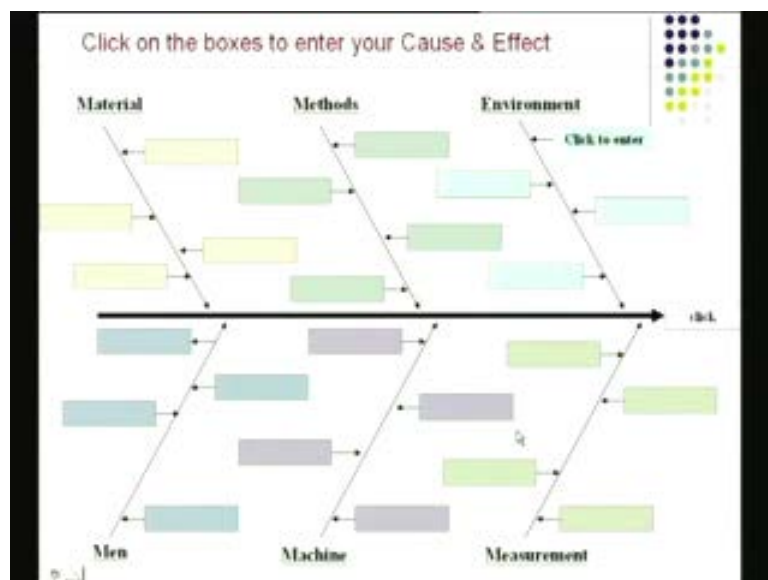 Click on the boxes to enter your Cause & Effect
Material
Methods
Environment
Click to enter
click
Men
Machine
Measurement